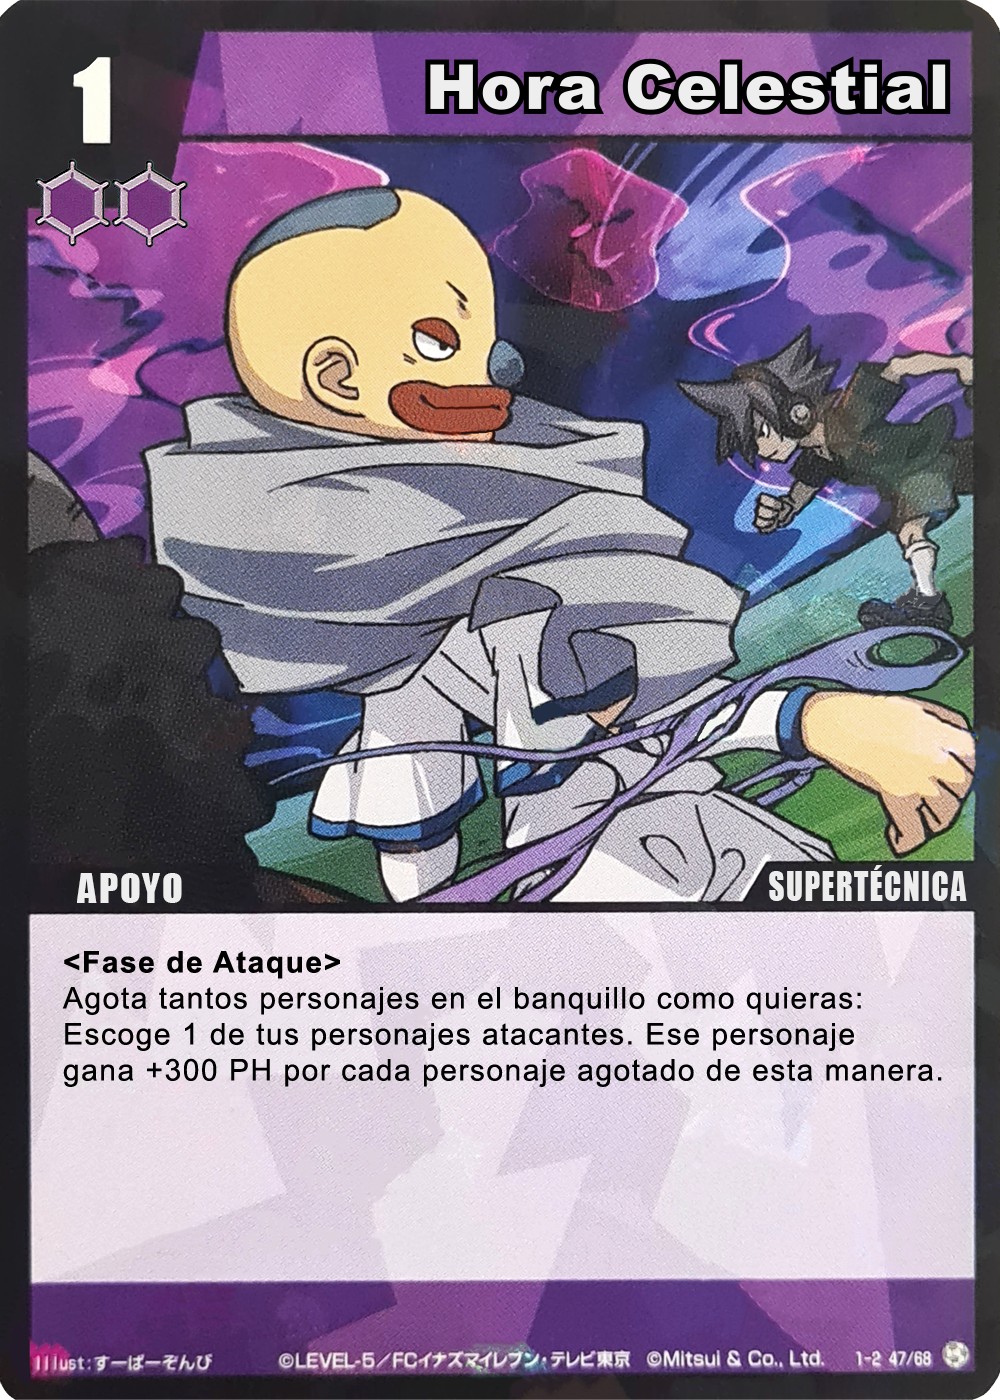 1
Hora Celestial
APOYO
SUPERTÉCNICA
<Fase de Ataque>
Agota tantos personajes en el banquillo como quieras:
Escoge 1 de tus personajes atacantes. Ese personaje
gana +300 PH por cada personaje agotado de esta manera.
Illust:すーぱーぞんび ©LEVEL-5/FCイナズマイレブン・テレビ東京 ©Mitsui & Co., Ltd. 1-2 47/68